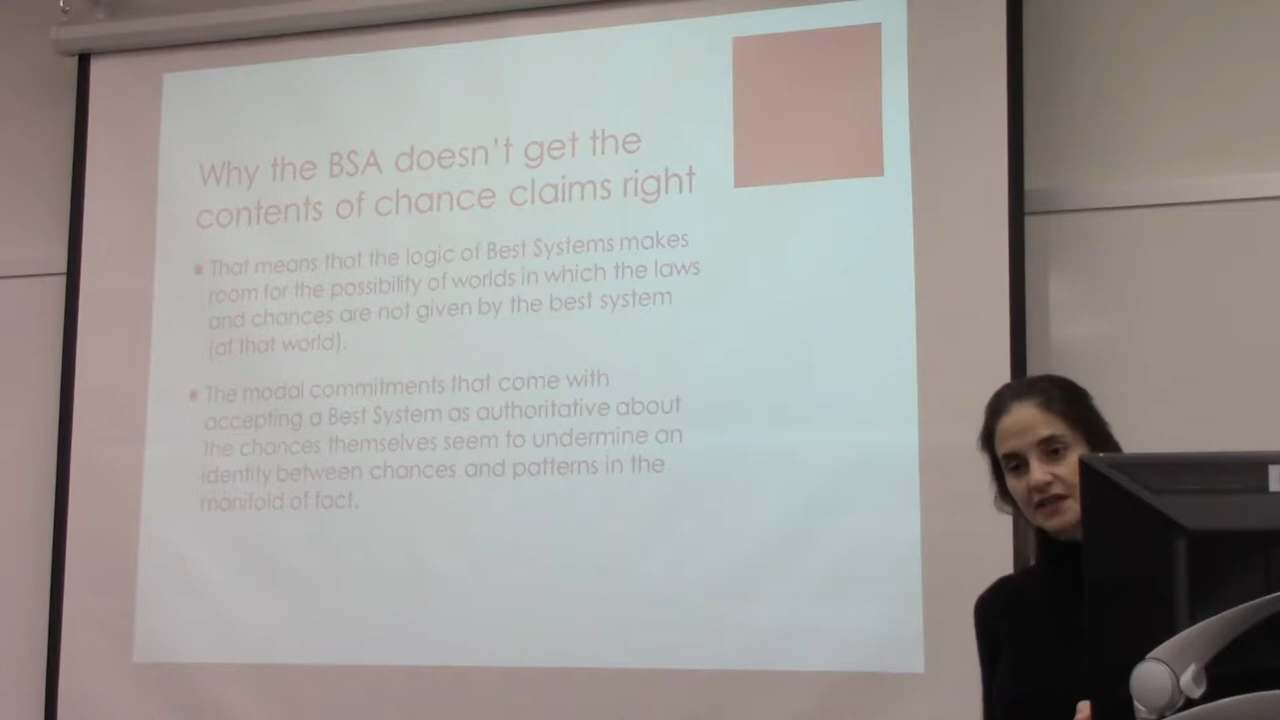 Why the BSA doesn't get the
contents of chance claims right
That means that the logic of Best Systems makes
room for the possibility of worlds in which the laws
and chances are not given by the best system
(at that world).
The modal commitments that come with
accepting a Best System as authoritative about
the chances themselves seem to undermine an
identity between chances and patterns in the
manifold of fact.